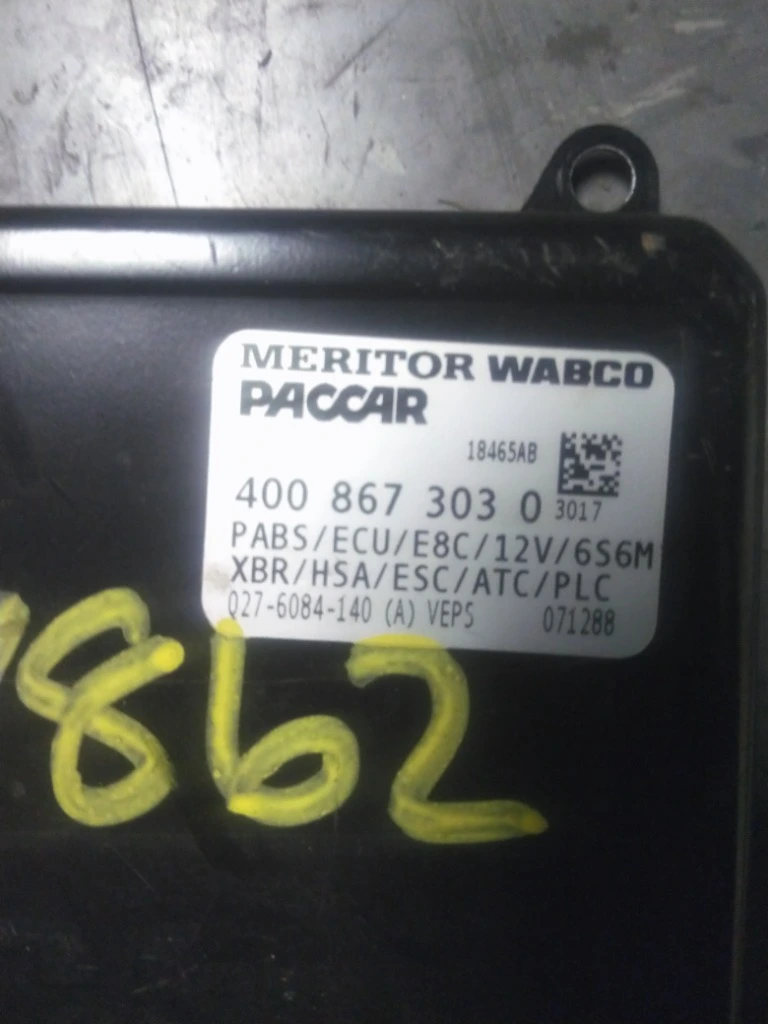 MERITOR WABCO
PACCAR
18465AB
400 867 303 0 3017
PABS/ECU/E8C/12V/6S6M
XBR/HSA/ESC/ATC/PLC
Q27-6084-140 (A) VEPS 071288
862